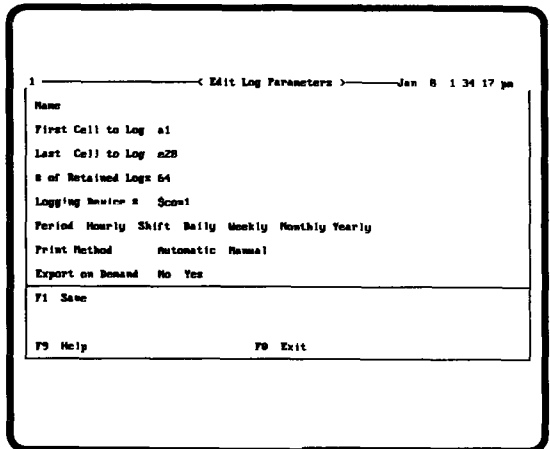 1 < Edit Log Parameters > Jan 8 1 34 17 pm
Name
First Cell to Log a1
Last Cell to Log e28
# of Retained Logs 64
Logging Device # $com1
Period Hourly Shift Daily Weekly Monthly Yearly
Print Method Automatic Manual
Export on Demand No Yes
F1 Save
F9 Help F0 Exit